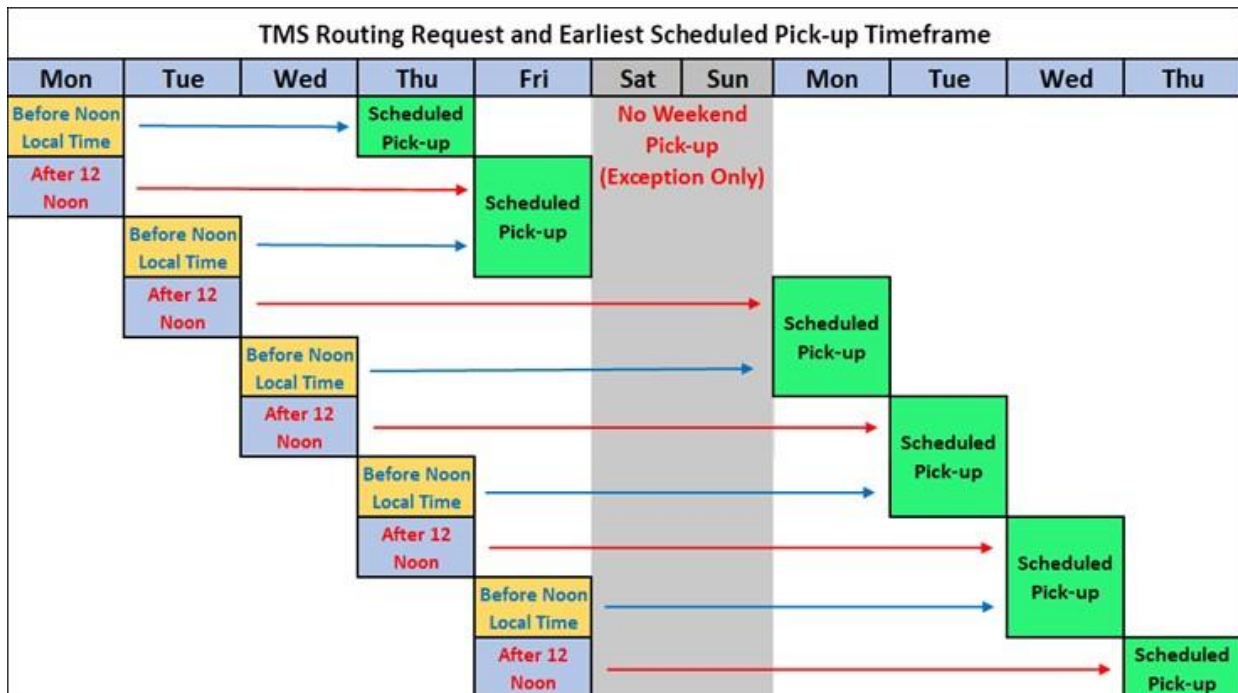 TMS Routing Request and Earliest Scheduled Pick-up Timeframe
Mon Tue Wed Thu Fri Sat Sun Mon Tue Wed Thu
Before Noon
Local Time
Scheduled
Pick-up
No Weekend
Pick-up
(Exception Only)
After 12
Noon
Scheduled
Pick-up
Before Noon
Local Time
After 12
Noon
Scheduled
Pick-up
Before Noon
Local Time
After 12
Noon
Scheduled
Pick-up
Before Noon
Local Time
After 12
Noon
Scheduled
Pick-up
Before Noon
Local Time
After 12
Noon
Scheduled
Pick-up